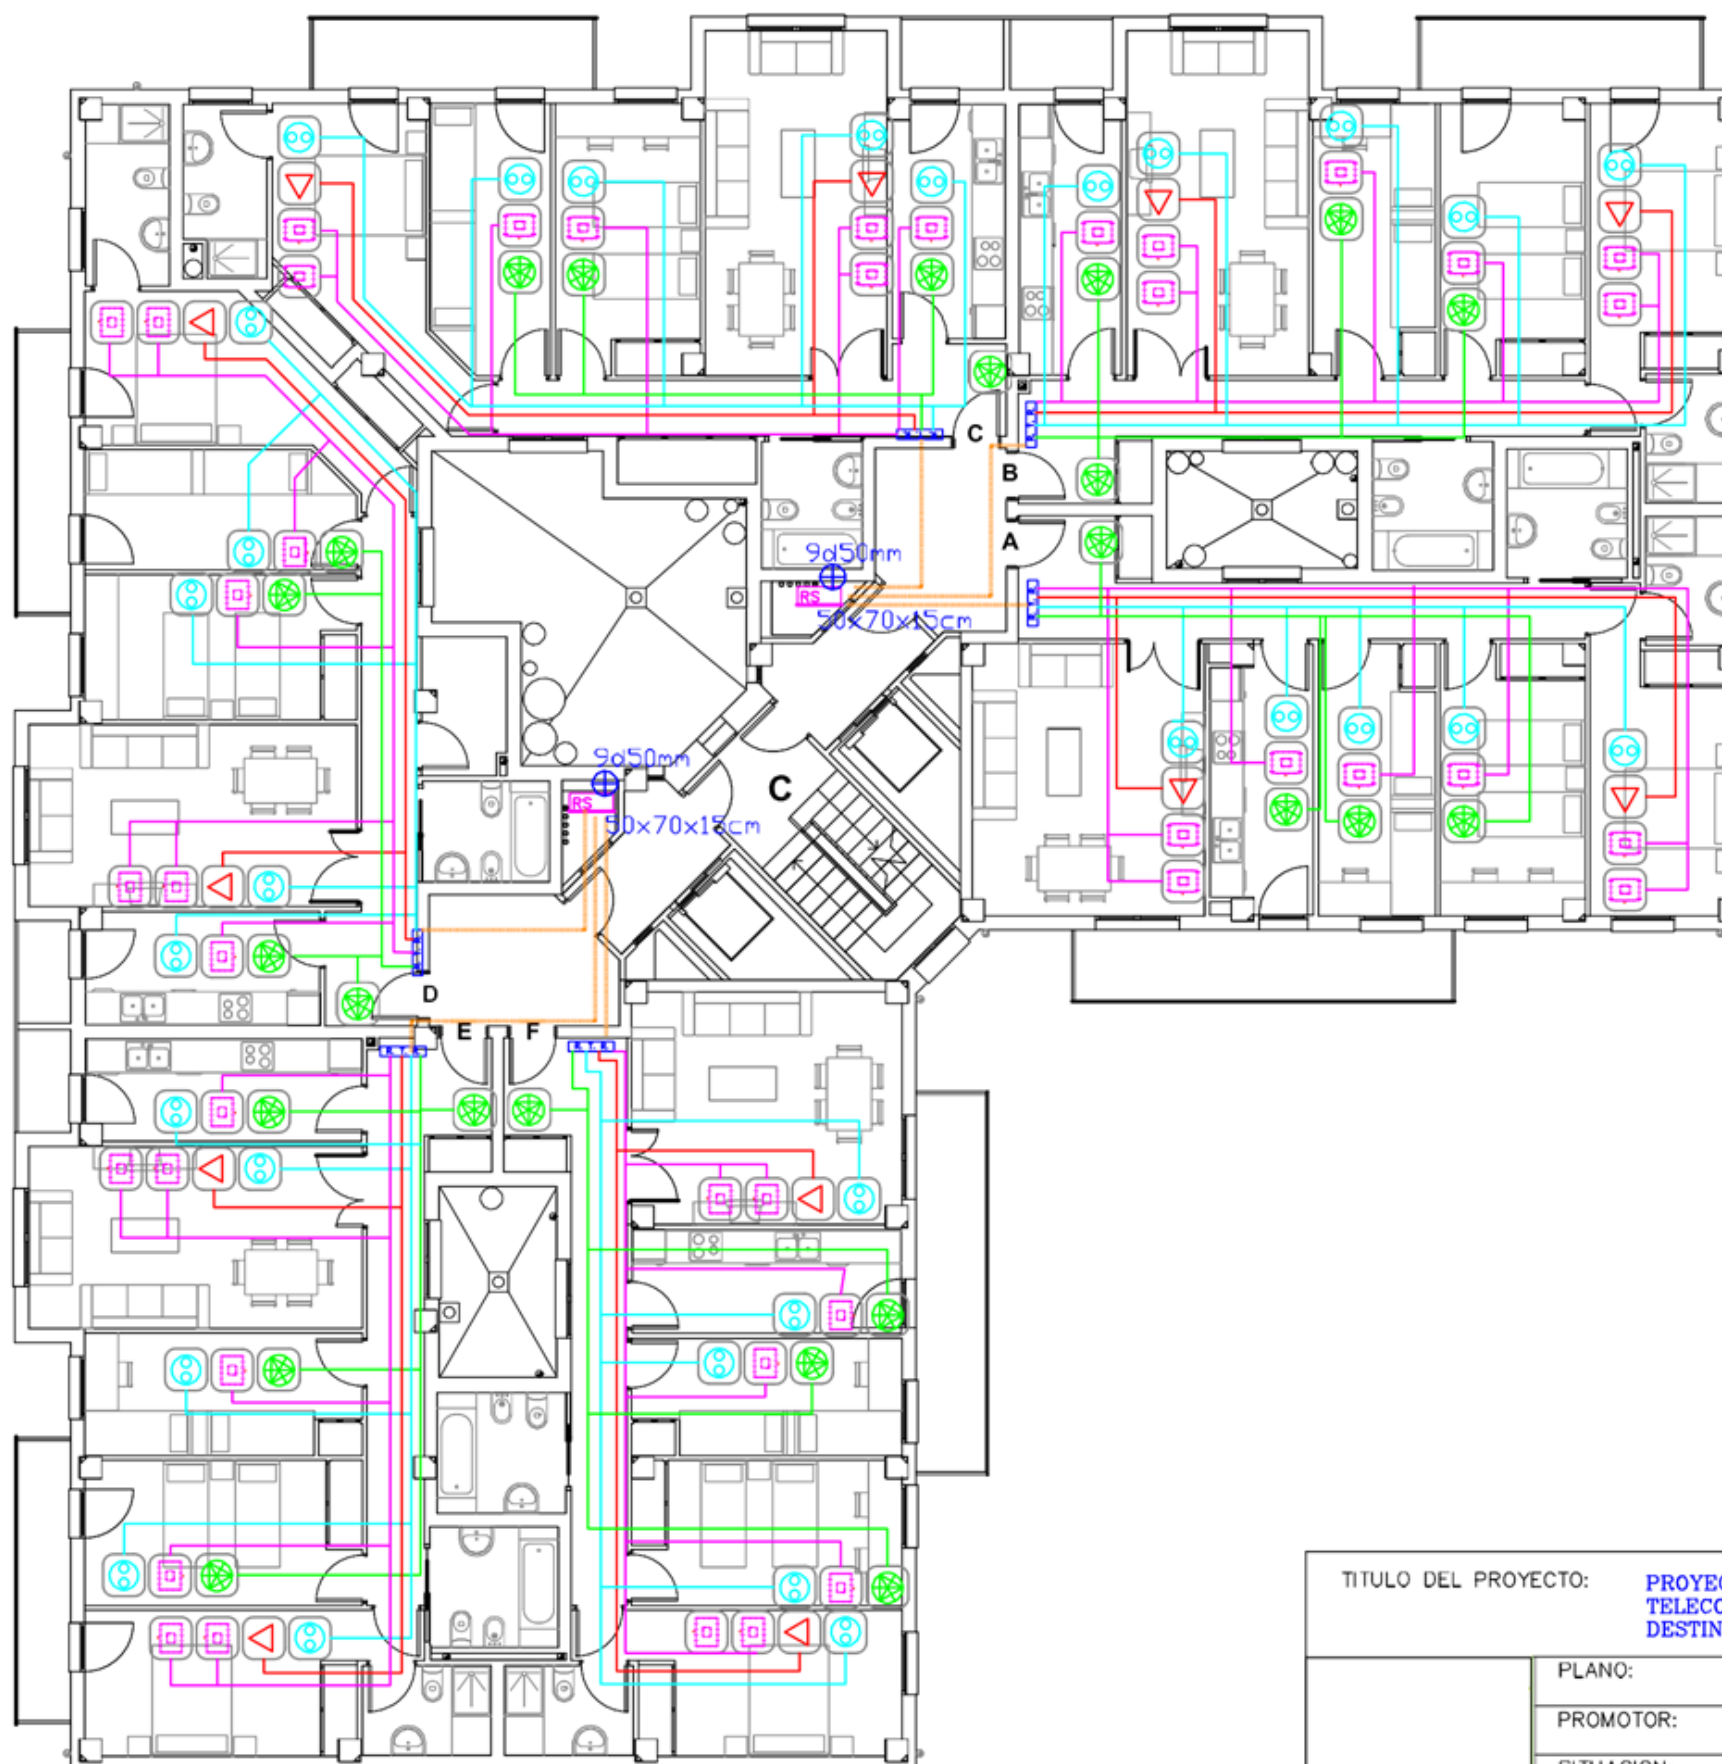 C
B
A
9d50mm
RS
50x70x15cm
9d50mm
RS
50x70x15cm
C
D
E
F
TITULO DEL PROYECTO:
PROYEC
TELECO
DESTIN
PLANO:
PROMOTOR: